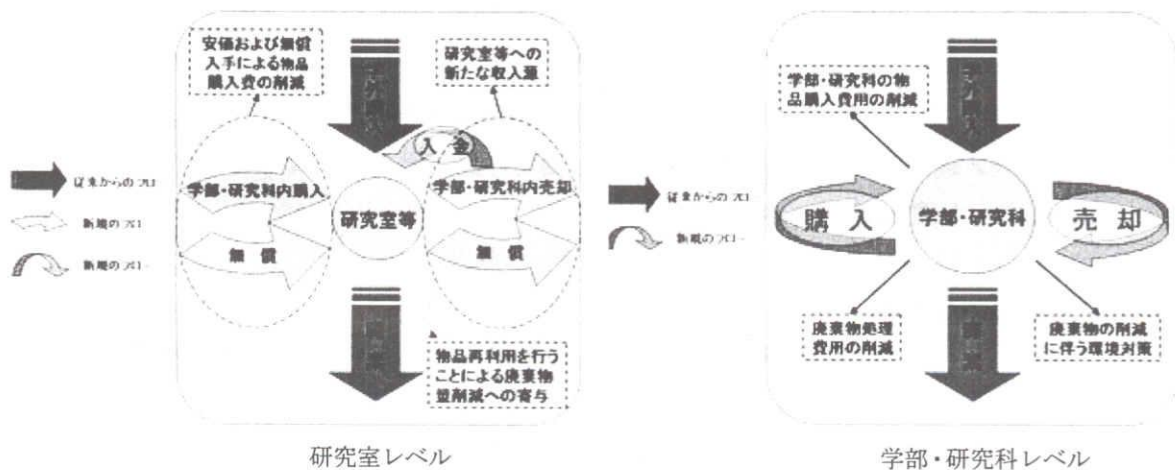 安価および無償
入手による物品
購入費の削減
研究室等への
新たな収入源
入金
学部・研究科内購入
学部・研究科内売却
研究室等
無償
無償
物品再利用を行う
ことによる廃棄物
量削減への寄与
従来からのフロー
新規のフロー
新規のフロー
研究室レベル
学部・研究科の物
品購入費用の削減
購入
学部・研究科
売却
廃棄物処理
費用の削減
廃棄物の削減
に伴う環境対策
従来からのフロー
新規のフロー
学部・研究科レベル